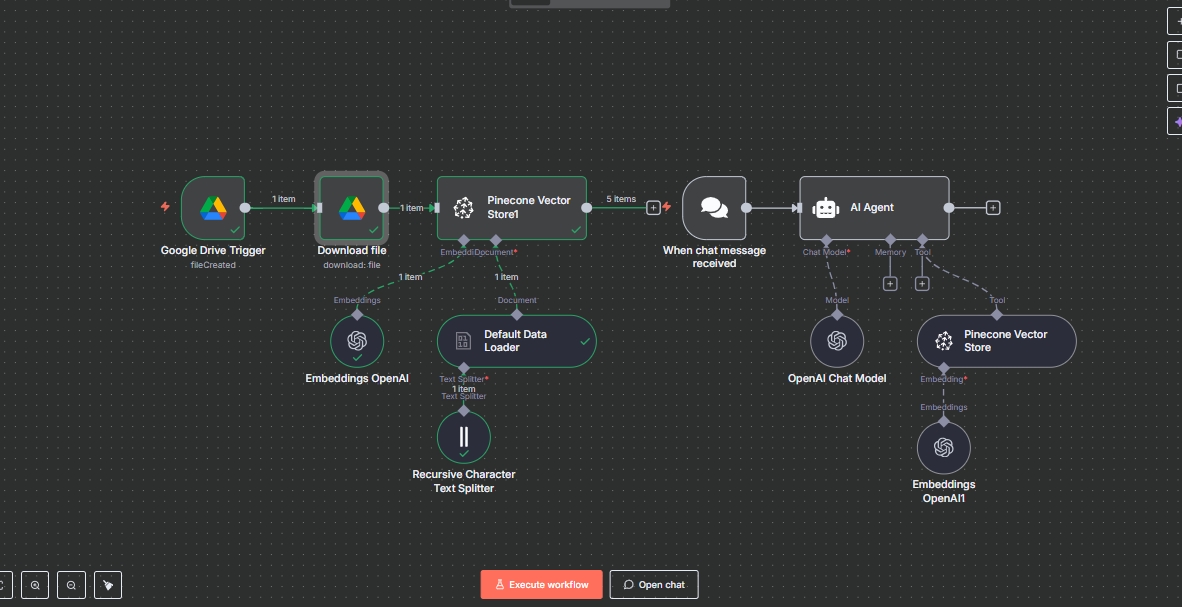 1 item
1 item
5 items
Pinecone Vector
Store1
AI Agent
Google Drive Trigger
fileCreated
Download file
download: file
Embeddi
Document*
When chat message
received
Chat Model*
Memory
Tool
1 item
1 item
Embeddings
Document
Model
Tool
Default Data
Loader
Pinecone Vector
Store
Embeddings OpenAI
Text Splitter*
1 item
Text Splitter
OpenAI Chat Model
Embedding*
Embeddings
Recursive Character
Text Splitter
Embeddings
OpenAI1
Execute workflow
Open chat